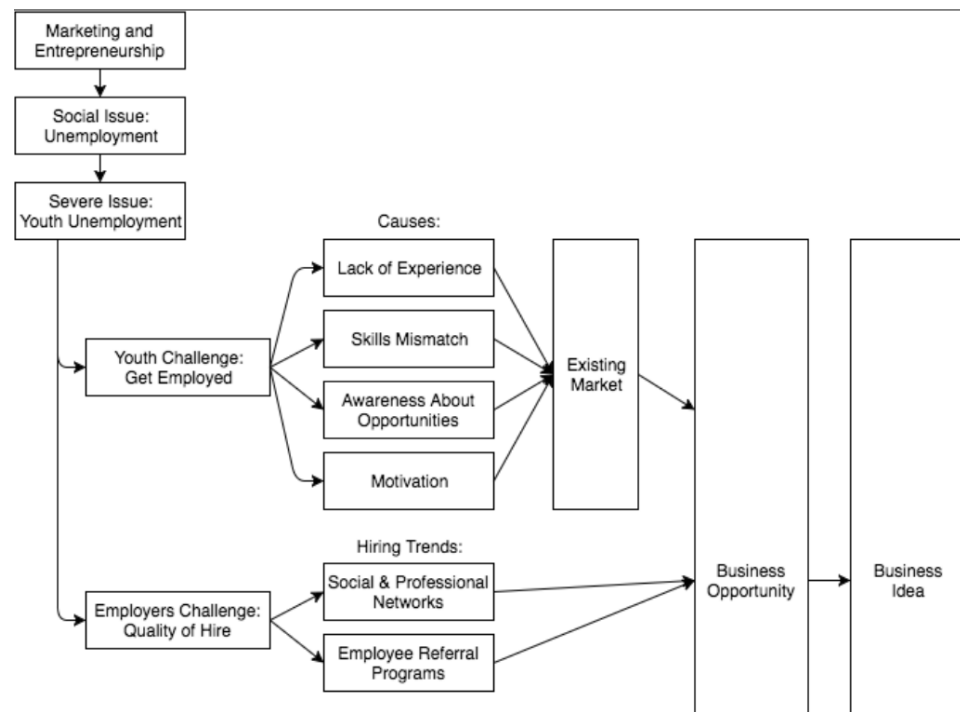 Marketing and
Entrepreneurship
Social Issue:
Unemployment
Severe Issue:
Youth Unemployment
Causes:
Lack of Experience
Skills Mismatch
Youth Challenge:
Get Employed
Existing
Market
Awareness About
Opportunities
Motivation
Hiring Trends:
Social & Professional
Networks
Employers Challenge:
Quality of Hire
Employee Referral
Programs
Business
Opportunity
Business
Idea